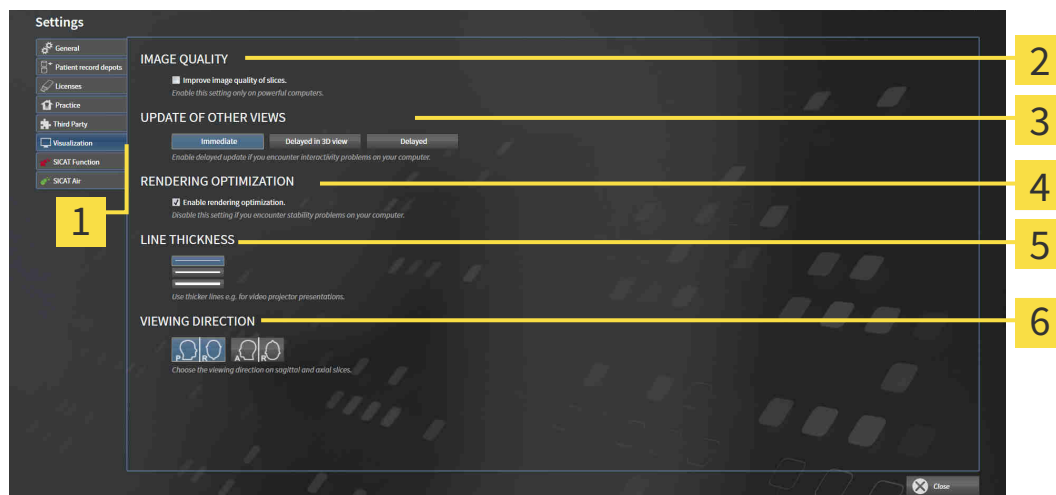 Settings
General
Patient record depots
Licenses
Practice
Third Party
Visualization
SICAT Function
SICAT Air
1
IMAGE QUALITY
2
Improve image quality of slices.
Enable this setting only on powerful computers.
UPDATE OF OTHER VIEWS
3
Immediate Delayed in 3D view Delayed
Enable delayed update if you encounter interactivity problems on your computer.
RENDERING OPTIMIZATION
4
Enable rendering optimization.
Disable this setting if you encounter stability problems on your computer.
LINE THICKNESS
5
Use thicker lines e.g. for video projector presentations.
VIEWING DIRECTION
6
P R A R
Choose the viewing direction on sagittal and axial slices.
Close